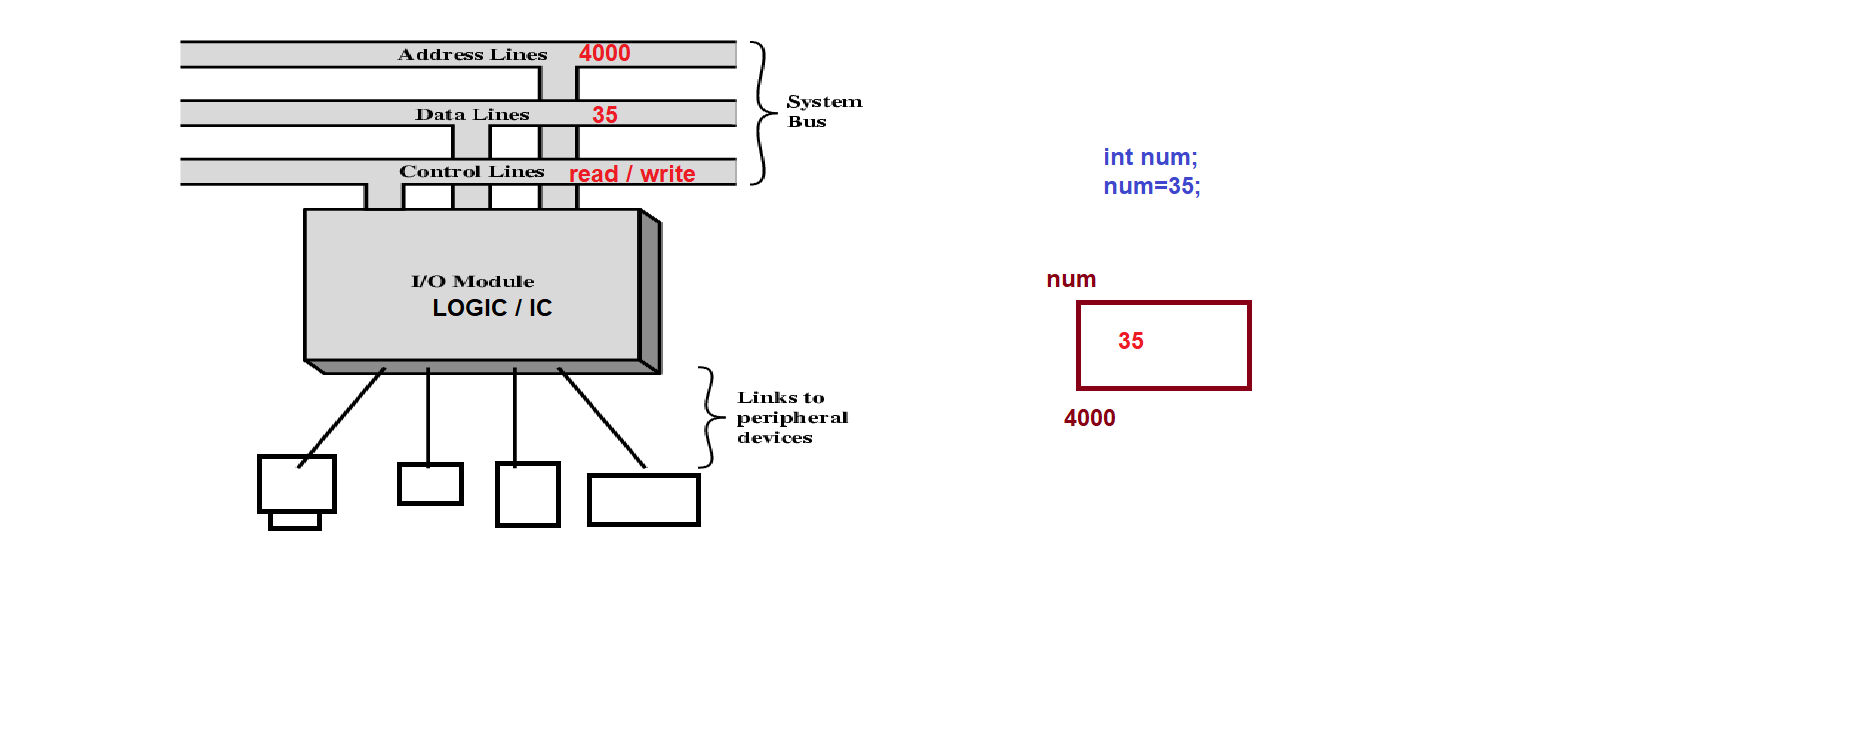 Address Lines 4000
Data Lines 35
Control Lines read / write
System
Bus
I/O Module
LOGIC / IC
Links to
peripheral
devices
int num;
num=35;
num
35
4000